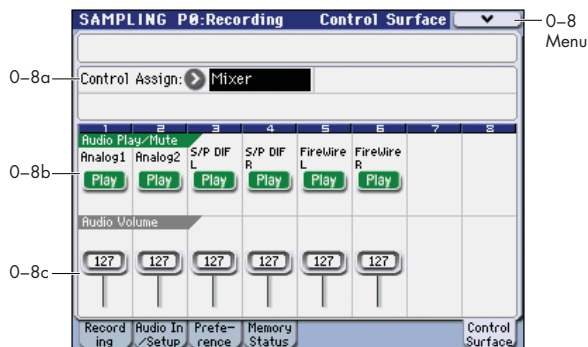 SAMPLING P0:Recording Control Surface
0–8
Menu
0–8a
Control Assign: Mixer
1 2 3 4 5 6 7 8
Audio Play/Mute
0–8b
Analog1 Analog2 S/P DIF L S/P DIF R FireWire L FireWire R
Play Play Play Play Play Play
Audio Volume
0–8c
127 127 127 127 127 127
Record Audio In Prefe- Memory Control
ing /Setup rence Status Surface